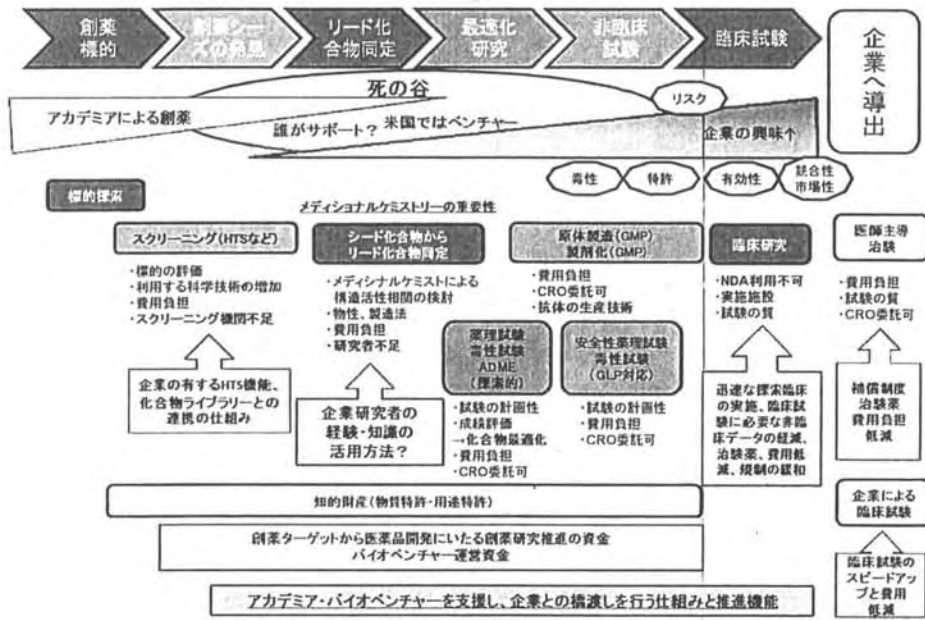 創薬
標的
創薬シー
ズの発見
リード化
合物同定
最適化
研究
非臨床
試験
臨床試験
企業へ導出
死の谷
リスク
アカデミアによる創薬
誰がサポート?
米国ではベンチャー
企業の興味↑
毒性
特許
有効性
競合性
市場性
標的探索
メディショナルケミストリーの重要性
スクリーニング(HTSなど)
・標的の評価
・利用する科学技術の増加
・費用負担
・スクリーニング機関不足
企業の有するHTS機能、
化合物ライブラリーとの
連携の仕組み
シード化合物から
リード化合物同定
・メディシナルケミストによる
構造活性相関の検討
・物性、製造法
・費用負担
・研究者不足
企業研究者の
経験・知識の
活用方法?
原体製造(GMP)
製剤化(GMP)
・費用負担
・CRO委託可
・抗体の生産技術
薬理試験
毒性試験
ADME
(探索的)
・試験の計画性
・成績評価
→化合物最適化
・費用負担
・CRO委託可
安全性薬理試験
毒性試験
(GLP対応)
・試験の計画性
・費用負担
・CRO委託可
臨床研究
・NDA利用不可
・実施施設
・試験の質
迅速な探索臨床
の実施、臨床試験
に必要な非臨
床データの軽減、
治験薬、費用低
減、規制の緩和
医師主導
治験
・費用負担
・試験の質
・CRO委託可
補償制度
治験薬
費用負担
低減
企業による
臨床試験
臨床試験の
スピードアッ
プと費用
低減
知的財産(物質特許・用途特許)
創薬ターゲットから医薬品開発にいたる創薬研究推進の資金
バイオベンチャー運営資金
アカデミア・バイオベンチャーを支援し、企業との橋渡しを行う仕組みと推進機能